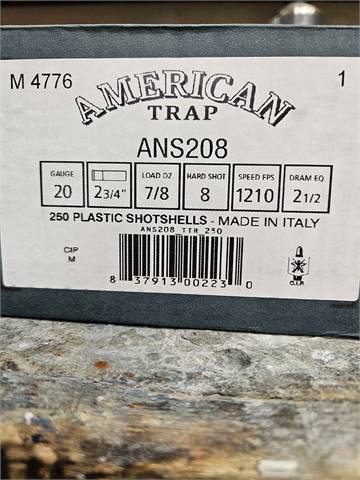 M 4776 1
AMERICAN
TRAP
ANS208
GAUGE LOAD OZ HARD SHOT SPEED FPS DRAM EQ.
20 2 3/4" 7/8 8 1210 2 1/2
250 PLASTIC SHOTSHELLS - MADE IN ITALY
ANS208 TTR 250
CIP
M
C.I.P.
8 37913 00223 0